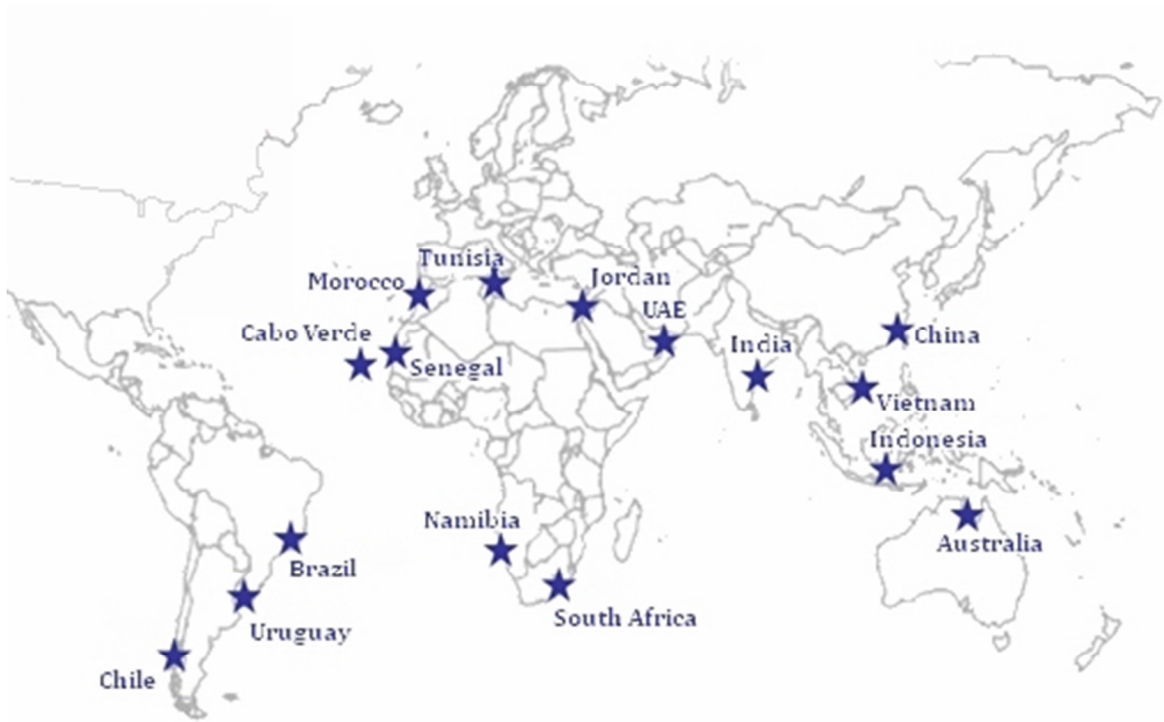 Tunisia
Jordan
Morocco
UAE
Cabo Verde
China
India
Senegal
Vietnam
Indonesia
Namibia
Australia
Brazil
South Africa
Uruguay
Chile